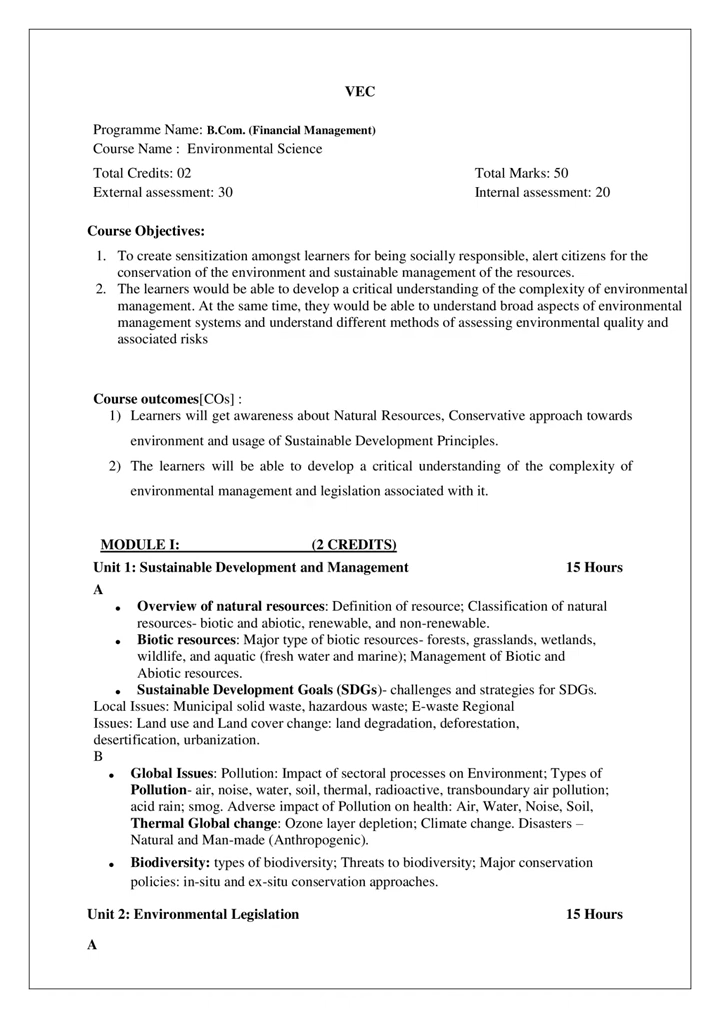 VEC
Programme Name: B.Com. (Financial Management)
Course Name : Environmental Science
Total Credits: 02 Total Marks: 50
External assessment: 30 Internal assessment: 20
Course Objectives:
1. To create sensitization amongst learners for being socially responsible, alert citizens for the
conservation of the environment and sustainable management of the resources.
2. The learners would be able to develop a critical understanding of the complexity of environmental
management. At the same time, they would be able to understand broad aspects of environmental
management systems and understand different methods of assessing environmental quality and
associated risks
Course outcomes[COs] :
1) Learners will get awareness about Natural Resources, Conservative approach towards
environment and usage of Sustainable Development Principles.
2) The learners will be able to develop a critical understanding of the complexity of
environmental management and legislation associated with it.
MODULE I: (2 CREDITS)
Unit 1: Sustainable Development and Management 15 Hours
A
• Overview of natural resources: Definition of resource; Classification of natural
resources- biotic and abiotic, renewable, and non-renewable.
• Biotic resources: Major type of biotic resources- forests, grasslands, wetlands,
wildlife, and aquatic (fresh water and marine); Management of Biotic and
Abiotic resources.
• Sustainable Development Goals (SDGs)- challenges and strategies for SDGs.
Local Issues: Municipal solid waste, hazardous waste; E-waste Regional
Issues: Land use and Land cover change: land degradation, deforestation,
desertification, urbanization.
B
• Global Issues: Pollution: Impact of sectoral processes on Environment; Types of
Pollution- air, noise, water, soil, thermal, radioactive, transboundary air pollution;
acid rain; smog. Adverse impact of Pollution on health: Air, Water, Noise, Soil,
Thermal Global change: Ozone layer depletion; Climate change. Disasters –
Natural and Man-made (Anthropogenic).
• Biodiversity: types of biodiversity; Threats to biodiversity; Major conservation
policies: in-situ and ex-situ conservation approaches.
Unit 2: Environmental Legislation 15 Hours
A